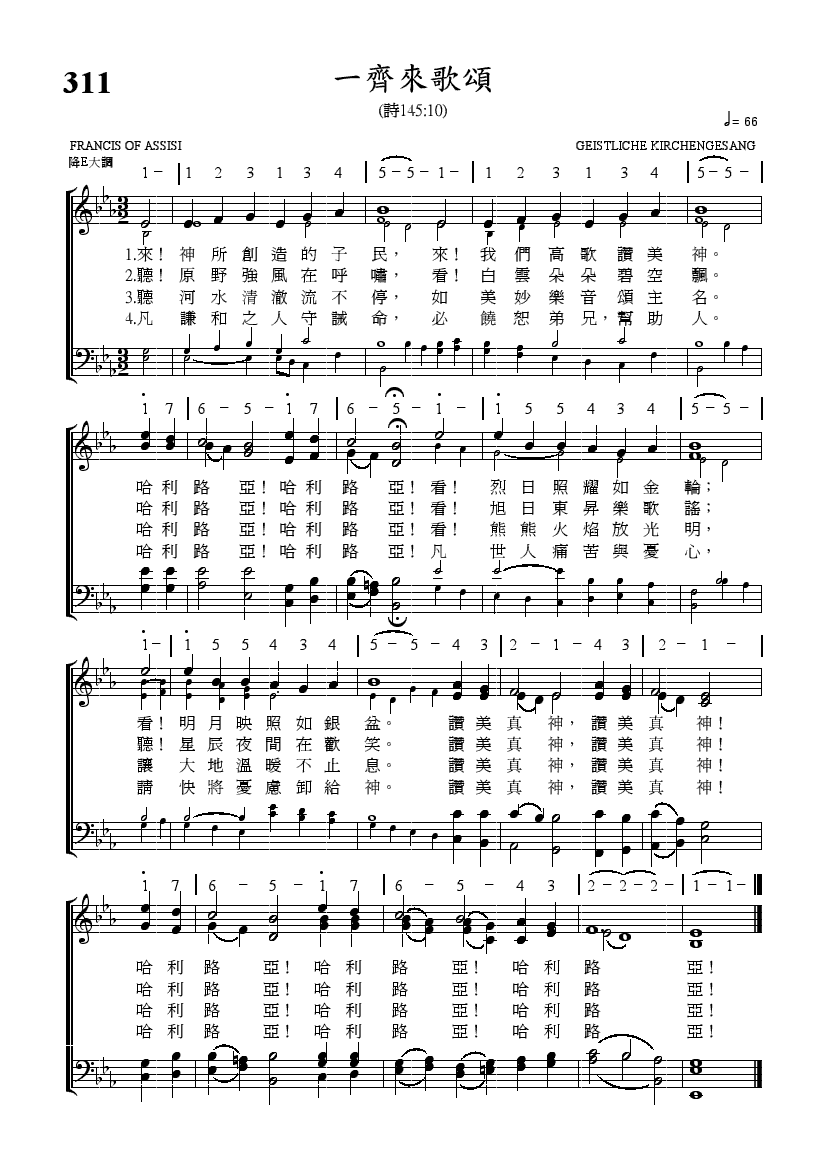 311
一齊來歌頌
(詩145:10)
𝅗𝅥= 66
FRANCIS OF ASSISI
GEISTLICHE KIRCHENGESANG
降E大調
1 – | 1 2 3 1 3 4 | 5 – 5 – 1 – | 1 2 3 1 3 4 | 5 – 5 – |
1.來！神所創造的子民，來！我們高歌讚美神。
2.聽！原野強風在呼嘯，看！白雲朵朵碧空飄。
3.聽河水清澈流不停，如美妙樂音頌主名。
4.凡謙和之人守誡命，必饒恕弟兄，幫助人。
1̇ 7 | 6 – 5 – 1̇ 7 | 6 – 5 – 1̇ – | 1̇ 5 5 4 3 4 | 5 – 5 – |
哈利路亞！哈利路亞！看！烈日照耀如金輪；
哈利路亞！哈利路亞！看！旭日東昇樂歌謠；
哈利路亞！哈利路亞！看！熊熊火焰放光明，
哈利路亞！哈利路亞！凡世人痛苦與憂心，
1̇ – | 1̇ 5 5 4 3 4 | 5 – 5 – 4 3 | 2 – 1 – 4 3 | 2 – 1 – |
看！明月映照如銀盆。讚美真神，讚美真神！
聽！星辰夜間在歡笑。讚美真神，讚美真神！
讓大地溫暖不止息。讚美真神，讚美真神！
請快將憂慮卸給神。讚美真神，讚美真神！
1̇ 7 | 6 – 5 – 1̇ 7 | 6 – 5 – 4 3 | 2 – 2 – 2 – | 1 – 1 – ‖
哈利路亞！哈利路亞！哈利路亞！
哈利路亞！哈利路亞！哈利路亞！
哈利路亞！哈利路亞！哈利路亞！
哈利路亞！哈利路亞！哈利路亞！